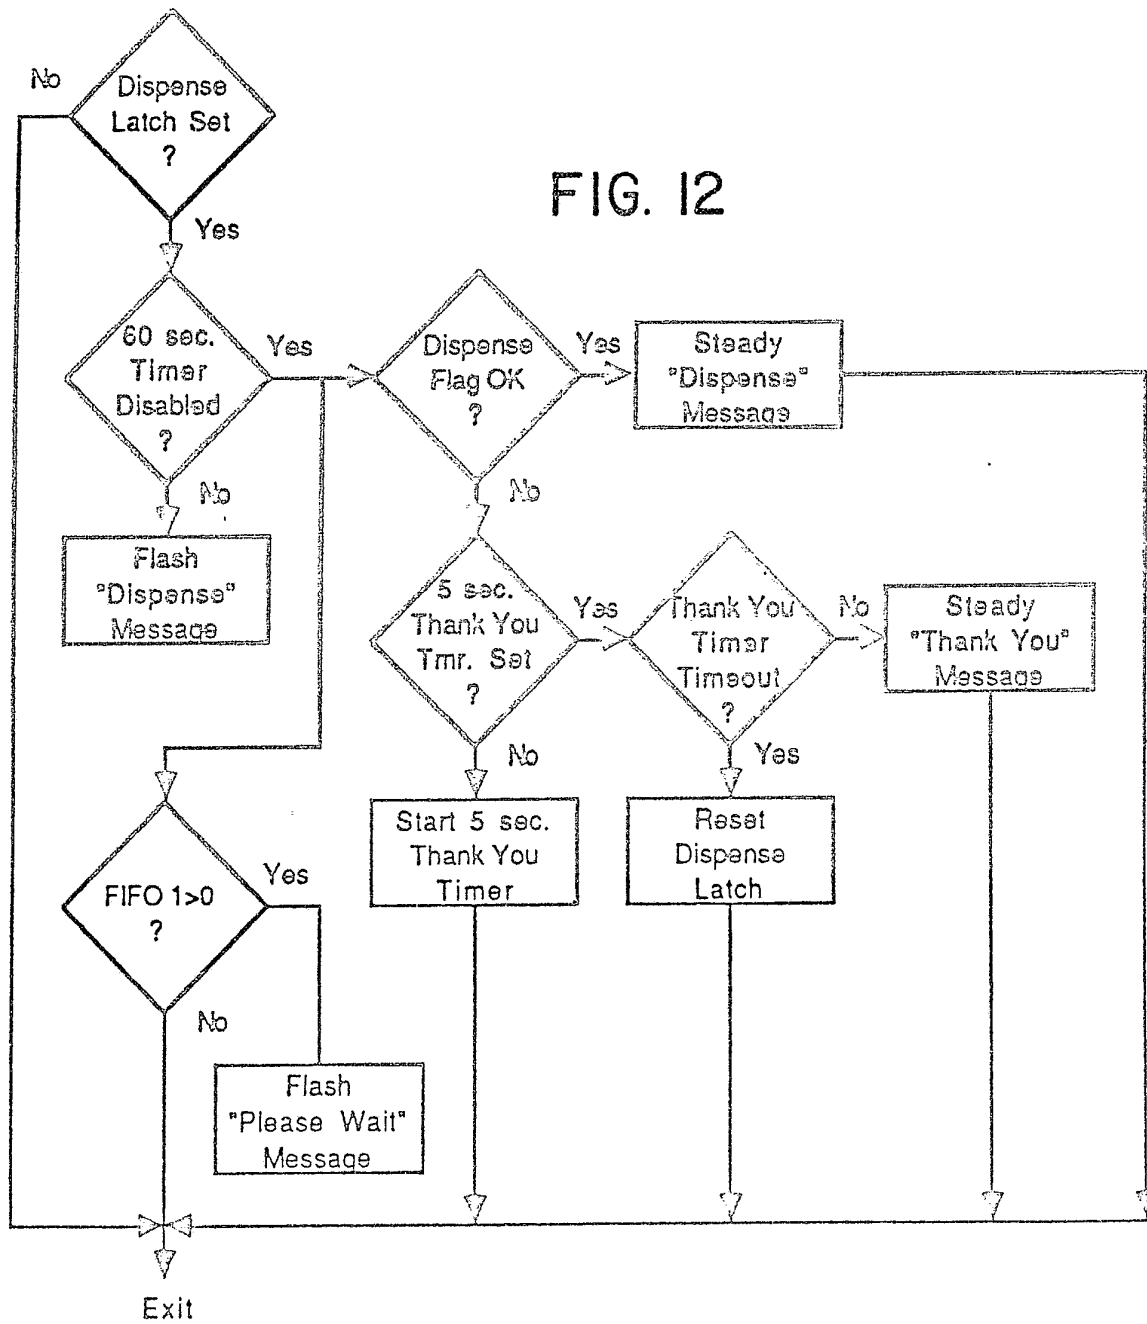 No
Dispense
Latch Set
?
FIG. 12
Yes
60 sec.
Timer
Disabled
?
Yes
Dispense
Flag OK
?
Yes
Steady
"Dispense"
Message
No
No
Flash
"Dispense"
Message
5 sec.
Thank You
Tmr. Set
?
Yes
Thank You
Timer
Timeout
?
No
Steady
"Thank You"
Message
No
Yes
Start 5 sec.
Thank You
Timer
Reset
Dispense
Latch
FIFO 1>0
?
Yes
No
Flash
"Please Wait"
Message
Exit